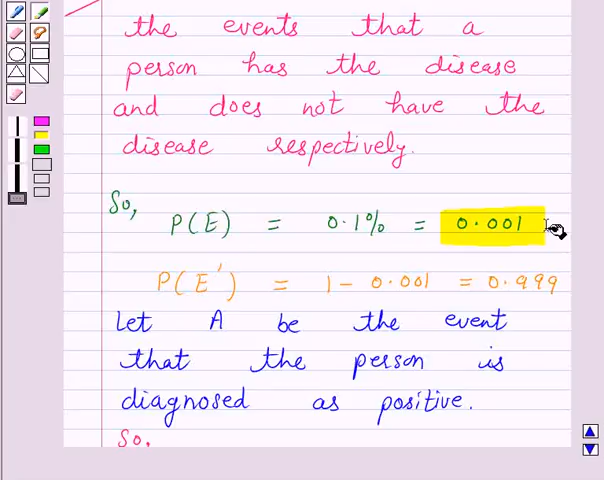 the events that a
person has the disease
and does not have the
disease respectively.
So,
P(E) = 0.1% = 0.001
P(E') = 1 - 0.001 = 0.999
Let A be the event
that the person is
diagnosed as positive.
So,